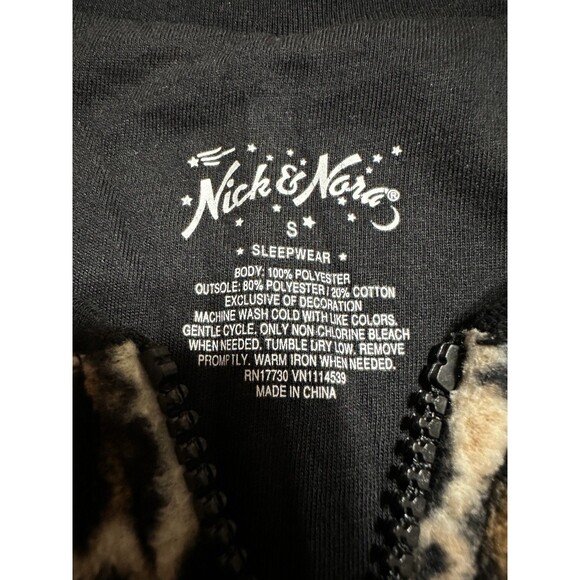 Nick & Nora®
S
SLEEPWEAR
BODY: 100% POLYESTER
OUTSOLE: 80% POLYESTER / 20% COTTON
EXCLUSIVE OF DECORATION
MACHINE WASH COLD WITH LIKE COLORS.
GENTLE CYCLE, ONLY NON CHLORINE BLEACH
WHEN NEEDED. TUMBLE DRY LOW. REMOVE
PROMPTLY. WARM IRON WHEN NEEDED.
RN17730 VN1114539
MADE IN CHINA